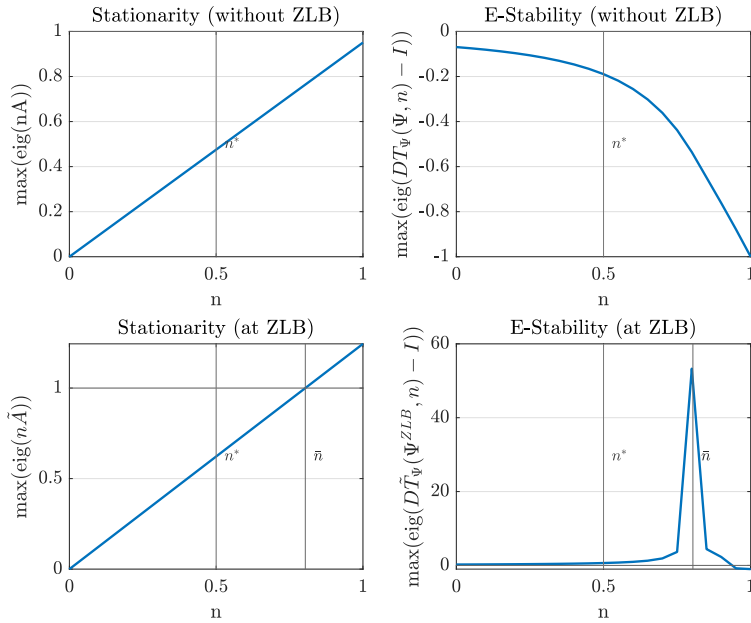 Stationarity (without ZLB)
max(eig(nA)
1
0.8
0.6
0.4
0.2
0
n*
0
0.5
1
n
E-Stability (without ZLB)
max(eig(DT_Ψ(Ψ, n) − I))
0
-0.2
-0.4
-0.6
-0.8
-1
n*
0
0.5
1
n
Stationarity (at ZLB)
max(eig(nÃ))
1
0.5
0
n*
n̄
0
0.5
1
n
E-Stability (at ZLB)
max(eig(DT̃_Ψ(Ψ^{ZLB}, n) − I))
60
40
20
0
n*
n̄
0
0.5
1
n